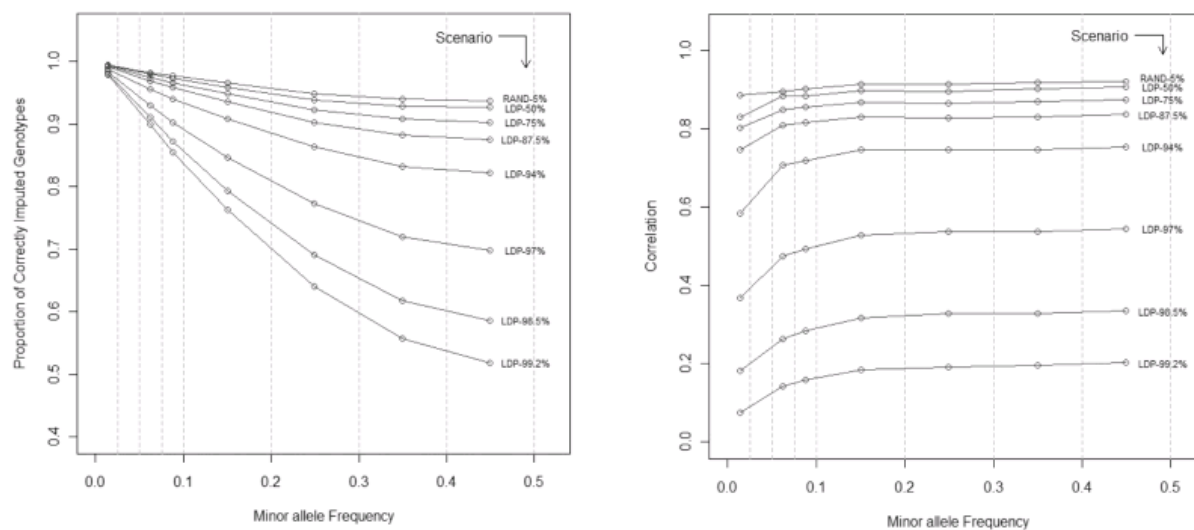 Scenario
1.0
0.9
0.8
0.7
0.6
0.5
0.4
Proportion of Correctly Imputed Genotypes
RAND-5%
LDP-50%
LDP-75%
LDP-87.5%
LDP-94%
LDP-97%
LDP-98.5%
LDP-99.2%
0.0 0.1 0.2 0.3 0.4 0.5
Minor allele Frequency
Scenario
1.0
0.8
0.6
0.4
0.2
0.0
Correlation
RAND-5%
LDP-50%
LDP-75%
LDP-87.5%
LDP-94%
LDP-97%
LDP-98.5%
LDP-99.2%
0.0 0.1 0.2 0.3 0.4 0.5
Minor allele Frequency